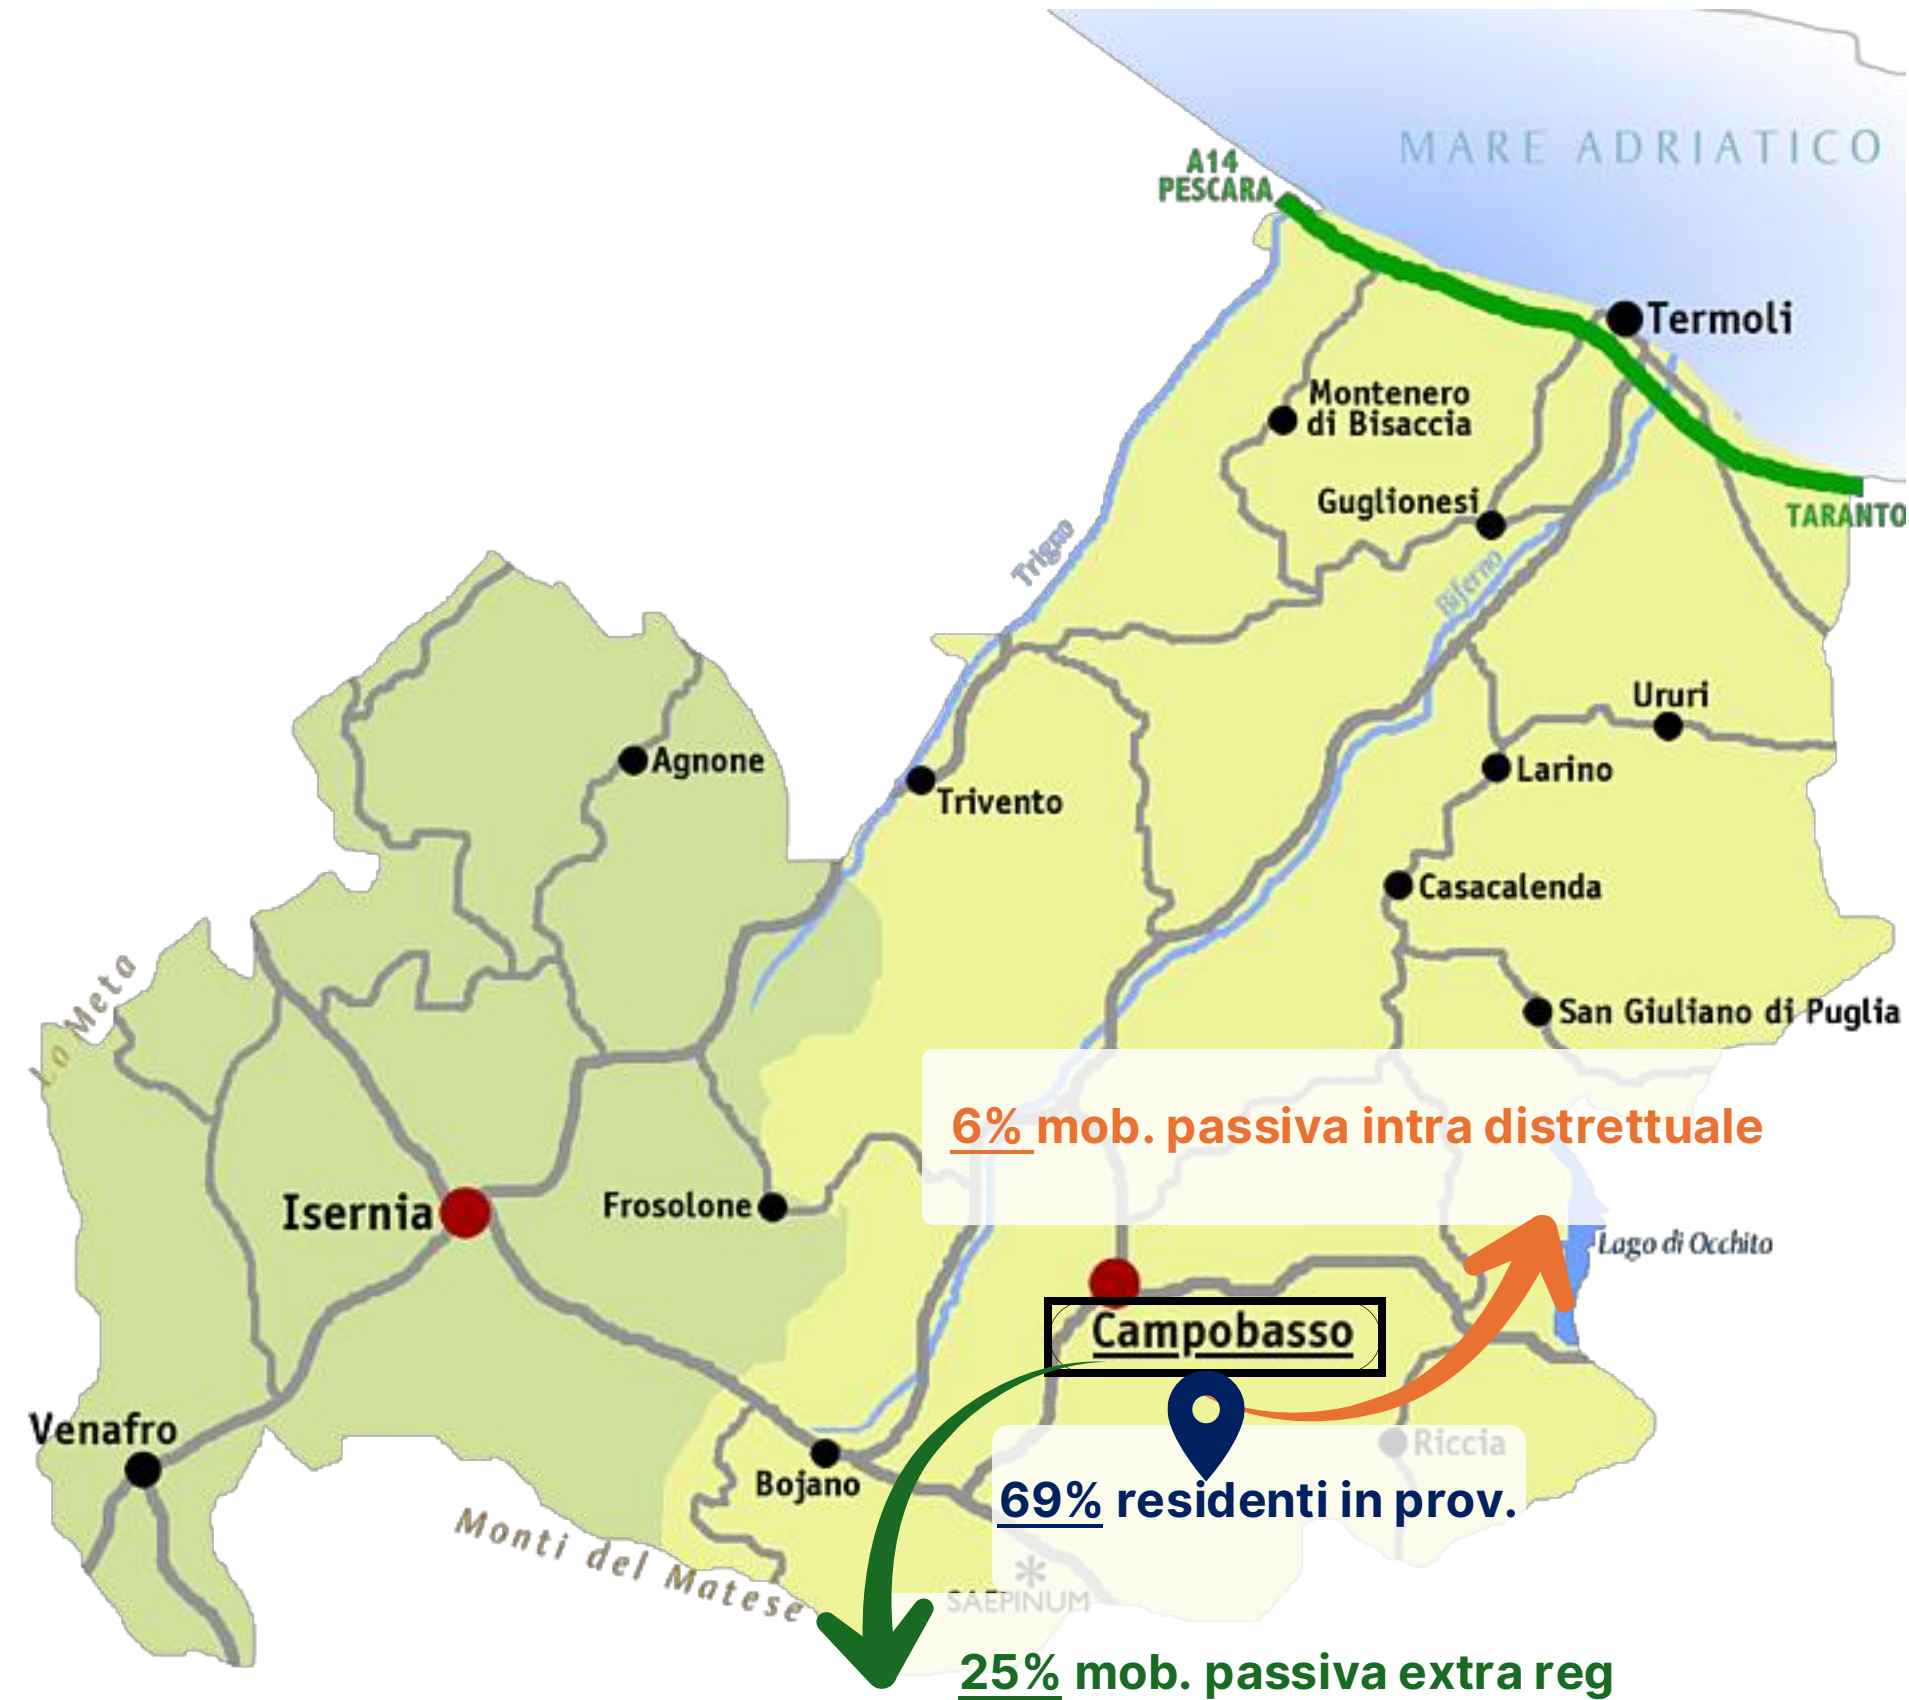 MARE ADRIATICO
A14
PESCARA
Termoli
Montenero
di Bisaccia
Guglionesi
TARANTO
Trigno
Biferno
Ururi
Agnone
Larino
Trivento
Casacalenda
La Meta
San Giuliano di Puglia
6% mob. passiva intra distrettuale
Isernia
Frosolone
Lago di Occhito
Campobasso
Venafro
Riccia
Bojano
69% residenti in prov.
Monti del Matese
SAEPINUM
25% mob. passiva extra reg